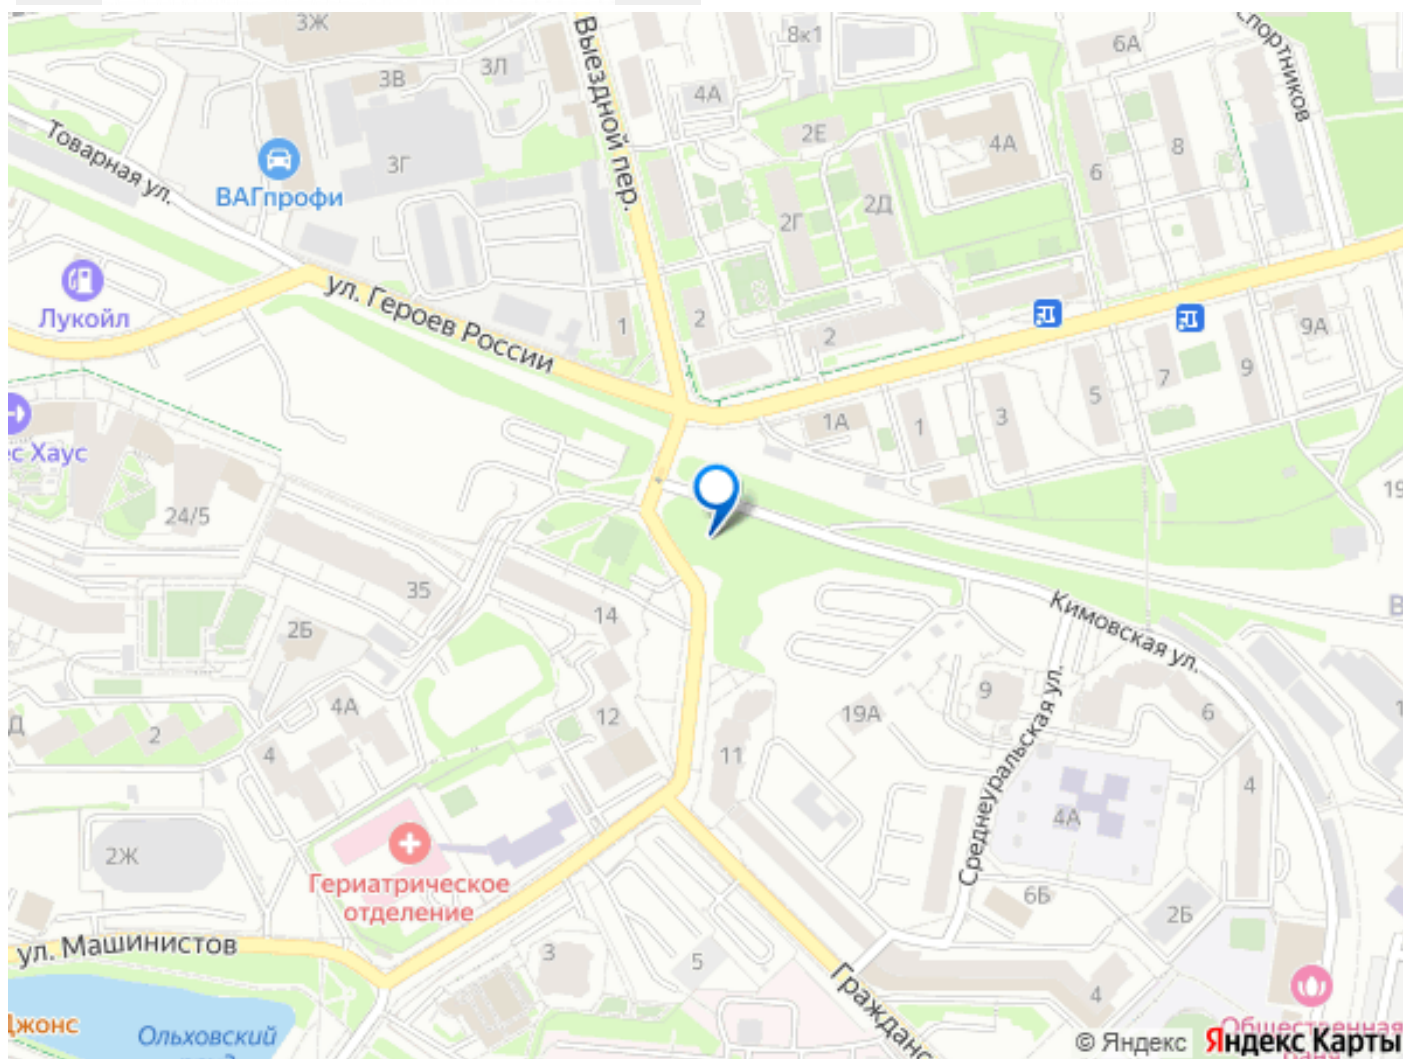 3Ж
Выездной пер.
8к1
6А
Спортников
3В
3Л
4А
2Е
4А
8
3Г
6
Товарная ул.
ВАГпрофи
2Г
2Д
Лукойл
ул. Героев России
1
2
2
9А
1А
1
3
5
7
9
с Хаус
24/5
35
14
2Б
Кимовская ул.
4А
12
19А
9
6
Д
2
4
11
Среднеуральская ул.
4
4А
2Ж
Гериатрическое
отделение
6Б
2Б
ул. Машинистов
3
5
4
Гражданс
Джонс
Ольховский
Общественная
© Яндекс
Яндекс Карты